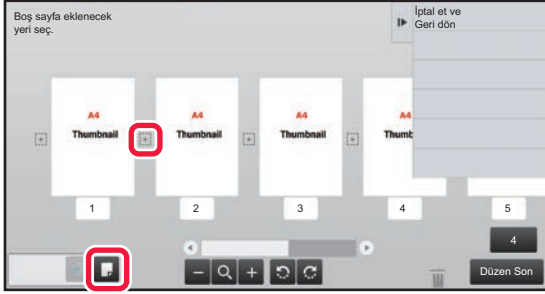 Boş sayfa eklenecek
yeri seç.
İptal et ve
Geri dön
A4
Thumbnail
A4
Thumbnail
A4
Thumbnail
A4
Thumb
1
2
3
4
5
4
Düzen Son